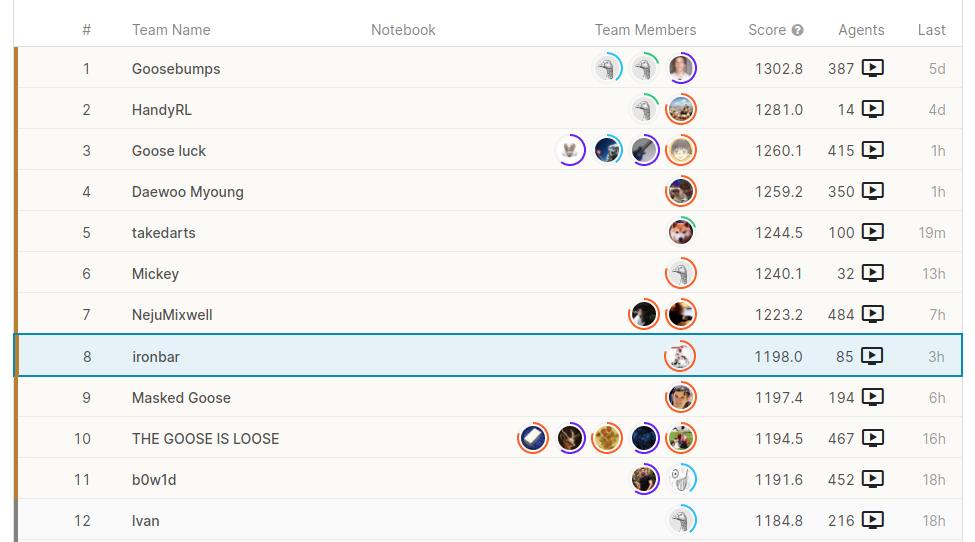 # Team Name Notebook Team Members Score ? Agents Last
1 Goosebumps 1302.8 387 5d
2 HandyRL 1281.0 14 4d
3 Goose luck 1260.1 415 1h
4 Daewoo Myoung 1259.2 350 1h
5 takedarts 1244.5 100 19m
6 Mickey 1240.1 32 13h
7 NejuMixwell 1223.2 484 7h
8 ironbar 1198.0 85 3h
9 Masked Goose 1197.4 194 6h
10 THE GOOSE IS LOOSE 1194.5 467 16h
11 b0w1d 1191.6 452 18h
12 Ivan 1184.8 216 18h